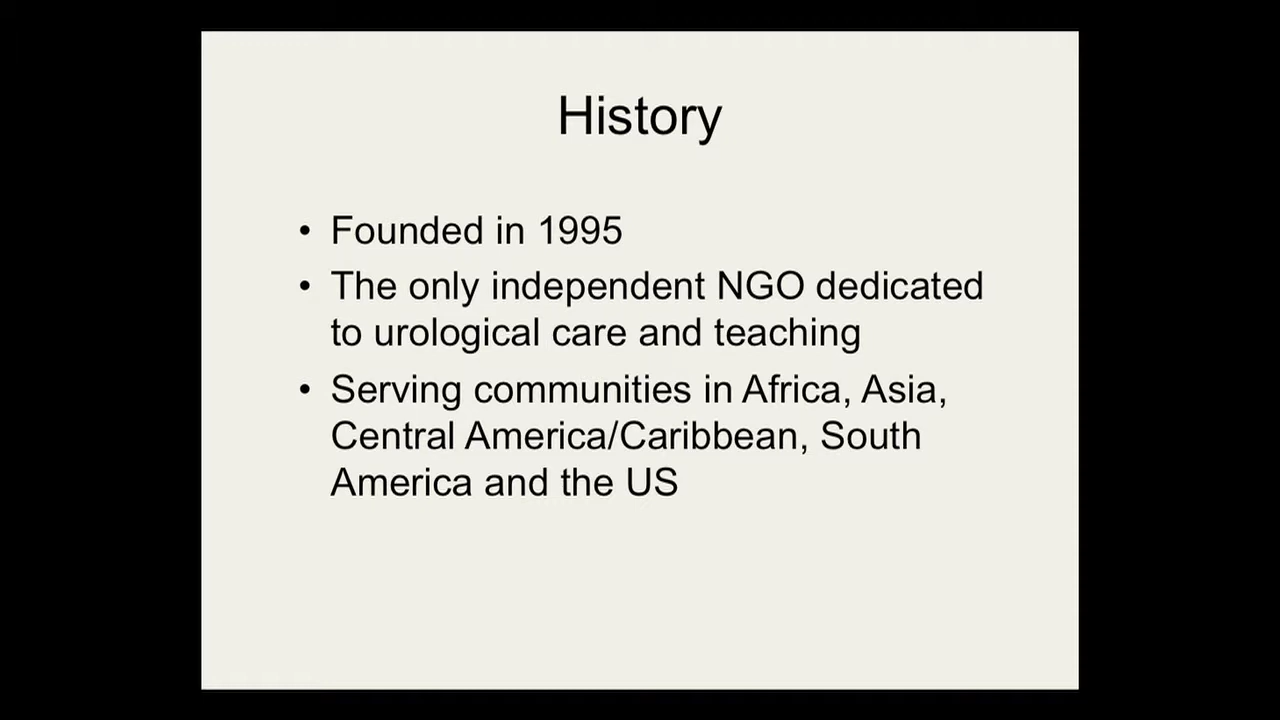 History
• Founded in 1995
• The only independent NGO dedicated
to urological care and teaching
• Serving communities in Africa, Asia,
Central America/Caribbean, South
America and the US